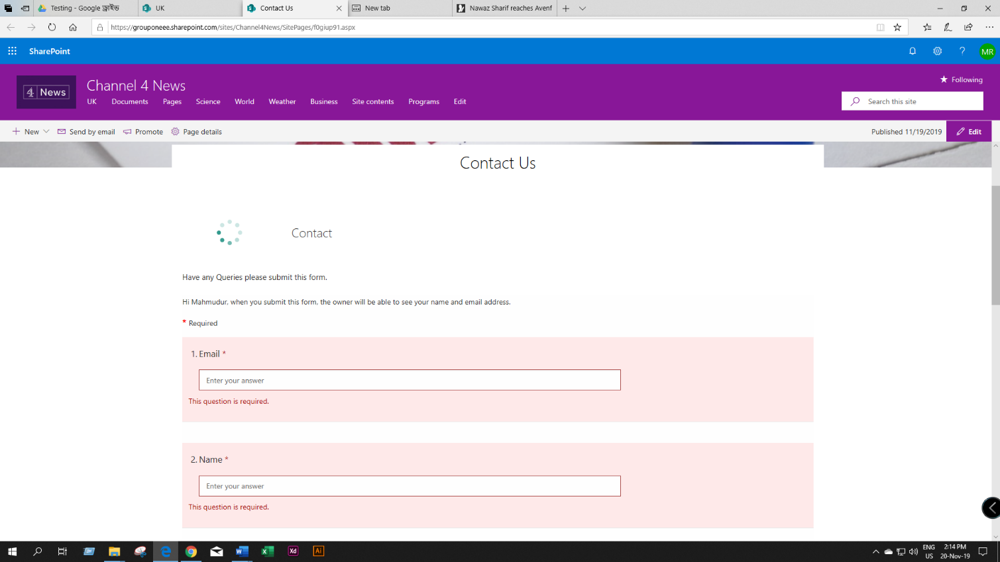 Testing - Google ড্রাইভ
UK
Contact Us
New tab
Nawaz Sharif reaches Avenf
https://grouponeee.sharepoint.com/sites/Channel4News/SitePages/f0giup91.aspx
SharePoint
MR
4 News
Channel 4 News
Following
UK Documents Pages Science World Weather Business Site contents Programs Edit
Search this site
New Send by email Promote Page details
Published 11/19/2019 Edit
Contact Us
Contact
Have any Queries please submit this form.
Hi Mahmudur, when you submit this form, the owner will be able to see your name and email address.
* Required
1. Email *
Enter your answer
This question is required.
2. Name *
Enter your answer
This question is required.
Xd
Ai
ENG
US
2:14 PM
20-Nov-19